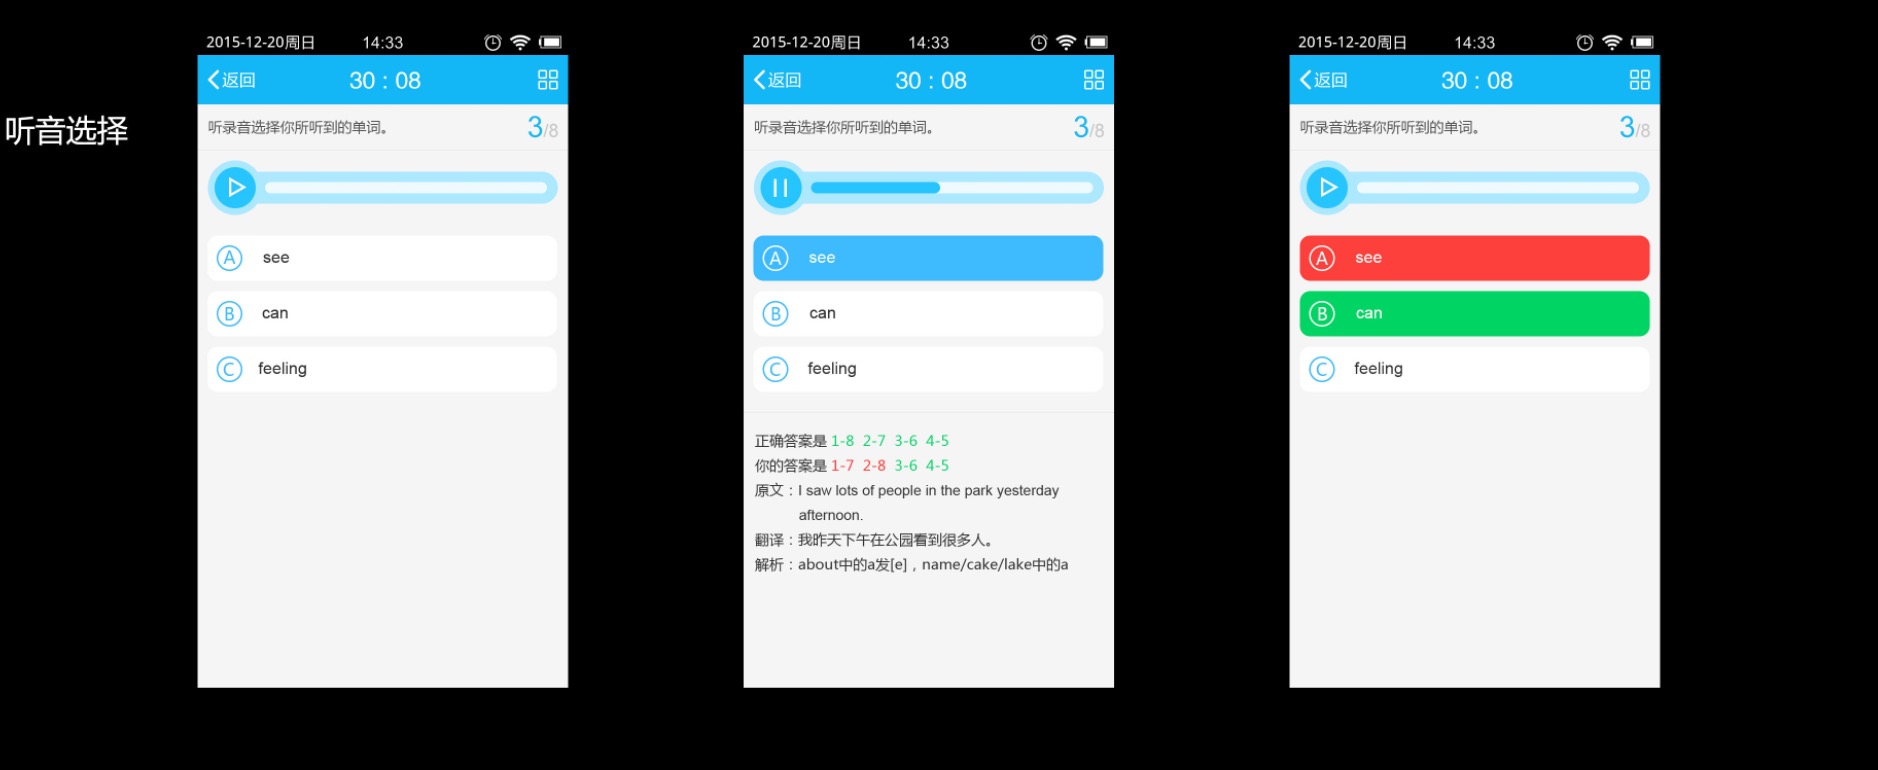 听音选择
2015-12-20周日 14:33
返回 30 : 08
听录音选择你所听到的单词。 3/8
A see
B can
C feeling
2015-12-20周日 14:33
返回 30 : 08
听录音选择你所听到的单词。 3/8
A see
B can
C feeling
正确答案是 1-8 2-7 3-6 4-5
你的答案是 1-7 2-8 3-6 4-5
原文：I saw lots of people in the park yesterday
afternoon.
翻译：我昨天下午在公园看到很多人。
解析：about中的a发[e]，name/cake/lake中的a
2015-12-20周日 14:33
返回 30 : 08
听录音选择你所听到的单词。 3/8
A see
B can
C feeling